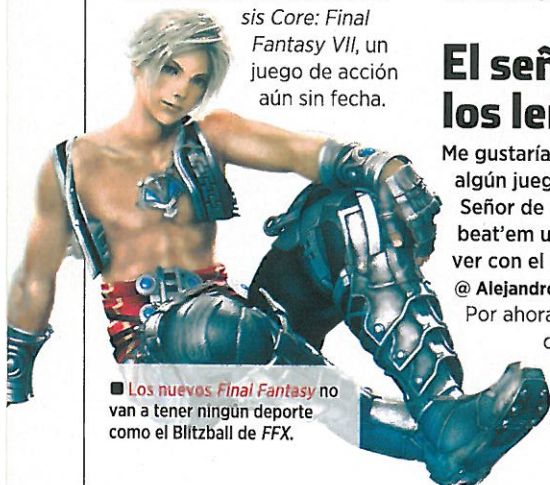 sis Core: Final
Fantasy VII, un
juego de acción
aún sin fecha.
■ Los nuevos Final Fantasy no
van a tener ningún deporte
como el Blitzball de FFX.
El señ
los le
Me gustaría
algún jueg
Señor de
beat'em u
ver con el
@ Alejandro
Por ahora